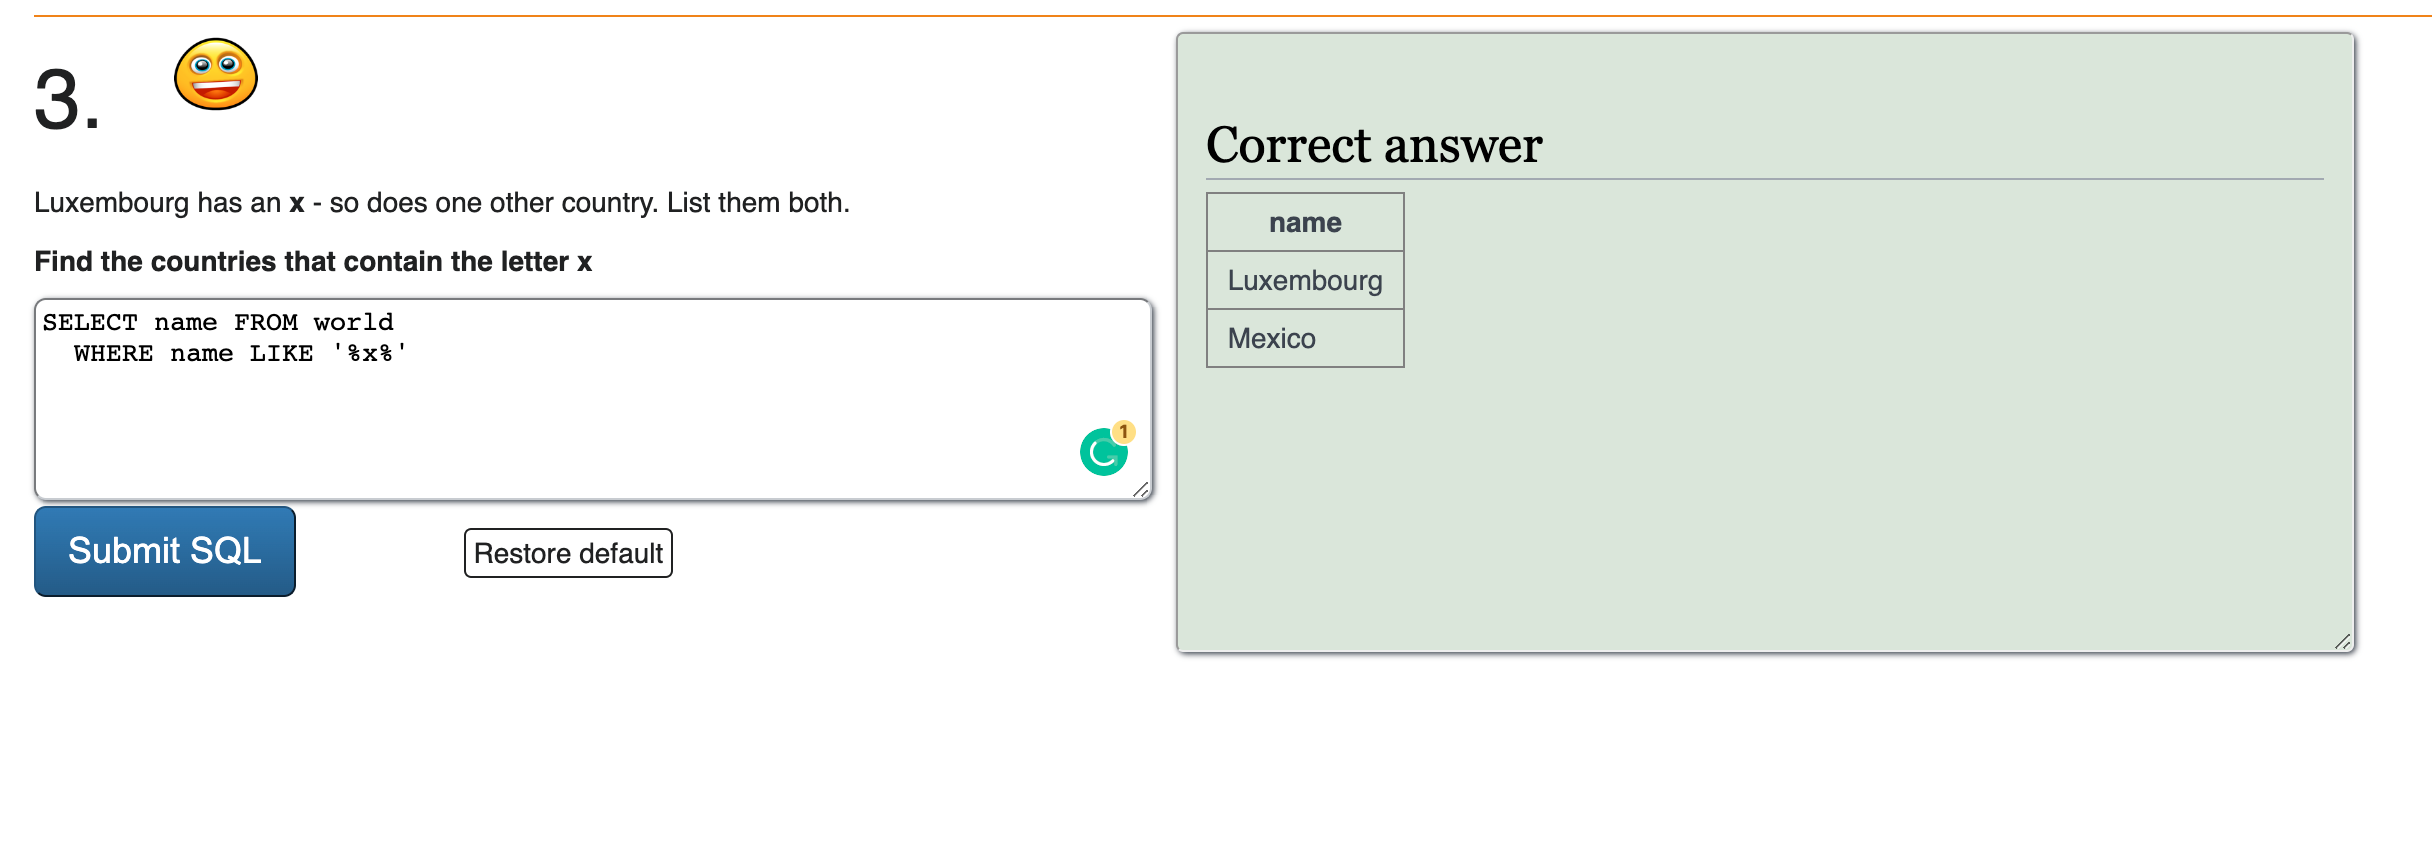 3.
Luxembourg has an x - so does one other country. List them both.
Find the countries that contain the letter x
SELECT name FROM world
  WHERE name LIKE '%x%'
1
Submit SQL
Restore default
Correct answer
name
Luxembourg
Mexico